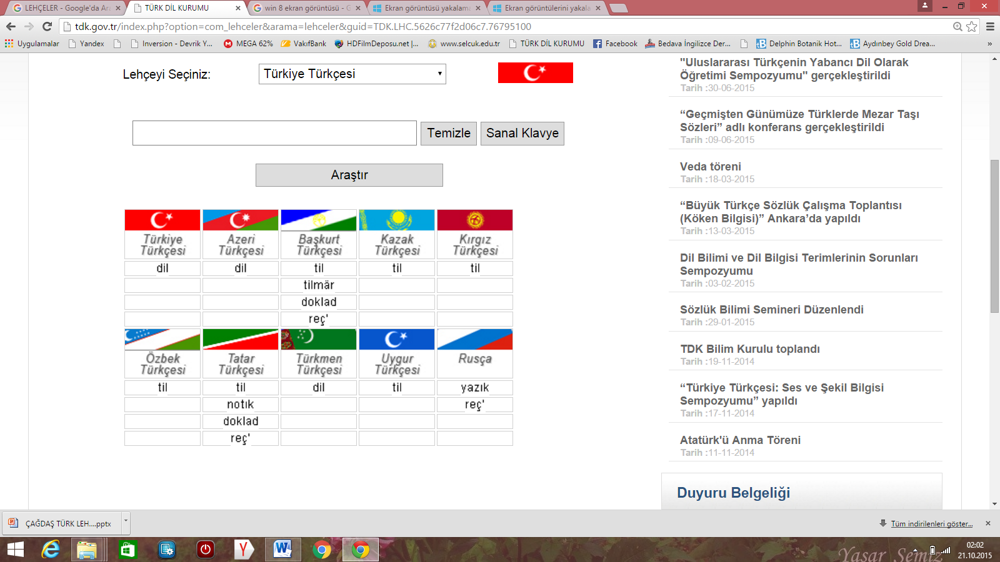 LEHÇELER - Google'da Ara
TÜRK DİL KURUMU
win 8 ekran görüntüsü - G
Ekran görüntüsü yakalama
Ekran görüntülerini yakala
tdk.gov.tr/index.php?option=com_lehceler&arama=lehceler&guid=TDK.LHC.5626c77f2d06c7.76795100
Uygulamalar Yandex Inversion - Devrik Y... MEGA 62% VakıfBank HDFilmDeposu.net |... www.selcuk.edu.tr TÜRK DİL KURUMU Facebook Bedava İngilizce Der... Delphin Botanik Hot... Aydınbey Gold Drea... »
Lehçeyi Seçiniz: Türkiye Türkçesi
Temizle Sanal Klavye
Araştır
Türkiye Türkçesi Azeri Türkçesi Başkurt Türkçesi Kazak Türkçesi Kırgız Türkçesi
dil dil til til til
tilmär
doklad
reç'
Özbek Türkçesi Tatar Türkçesi Türkmen Türkçesi Uygur Türkçesi Rusça
til til dil til yazık
notık reç'
doklad
reç'
"Uluslararası Türkçenin Yabancı Dil Olarak
Öğretimi Sempozyumu" gerçekleştirildi
Tarih :30-06-2015
“Geçmişten Günümüze Türklerde Mezar Taşı
Sözleri” adlı konferans gerçekleştirildi
Tarih :09-06-2015
Veda töreni
Tarih :18-03-2015
“Büyük Türkçe Sözlük Çalışma Toplantısı
(Köken Bilgisi)” Ankara’da yapıldı
Tarih :13-03-2015
Dil Bilimi ve Dil Bilgisi Terimlerinin Sorunları
Sempozyumu
Tarih :03-02-2015
Sözlük Bilimi Semineri Düzenlendi
Tarih :29-01-2015
TDK Bilim Kurulu toplandı
Tarih :19-11-2014
“Türkiye Türkçesi: Ses ve Şekil Bilgisi
Sempozyumu” yapıldı
Tarih :17-11-2014
Atatürk'ü Anma Töreni
Tarih :11-11-2014
Duyuru Belgeliği
ÇAĞDAŞ TÜRK LEH....pptx
Tüm indirilenleri göster...
Yasar Semiz
02:02
21.10.2015